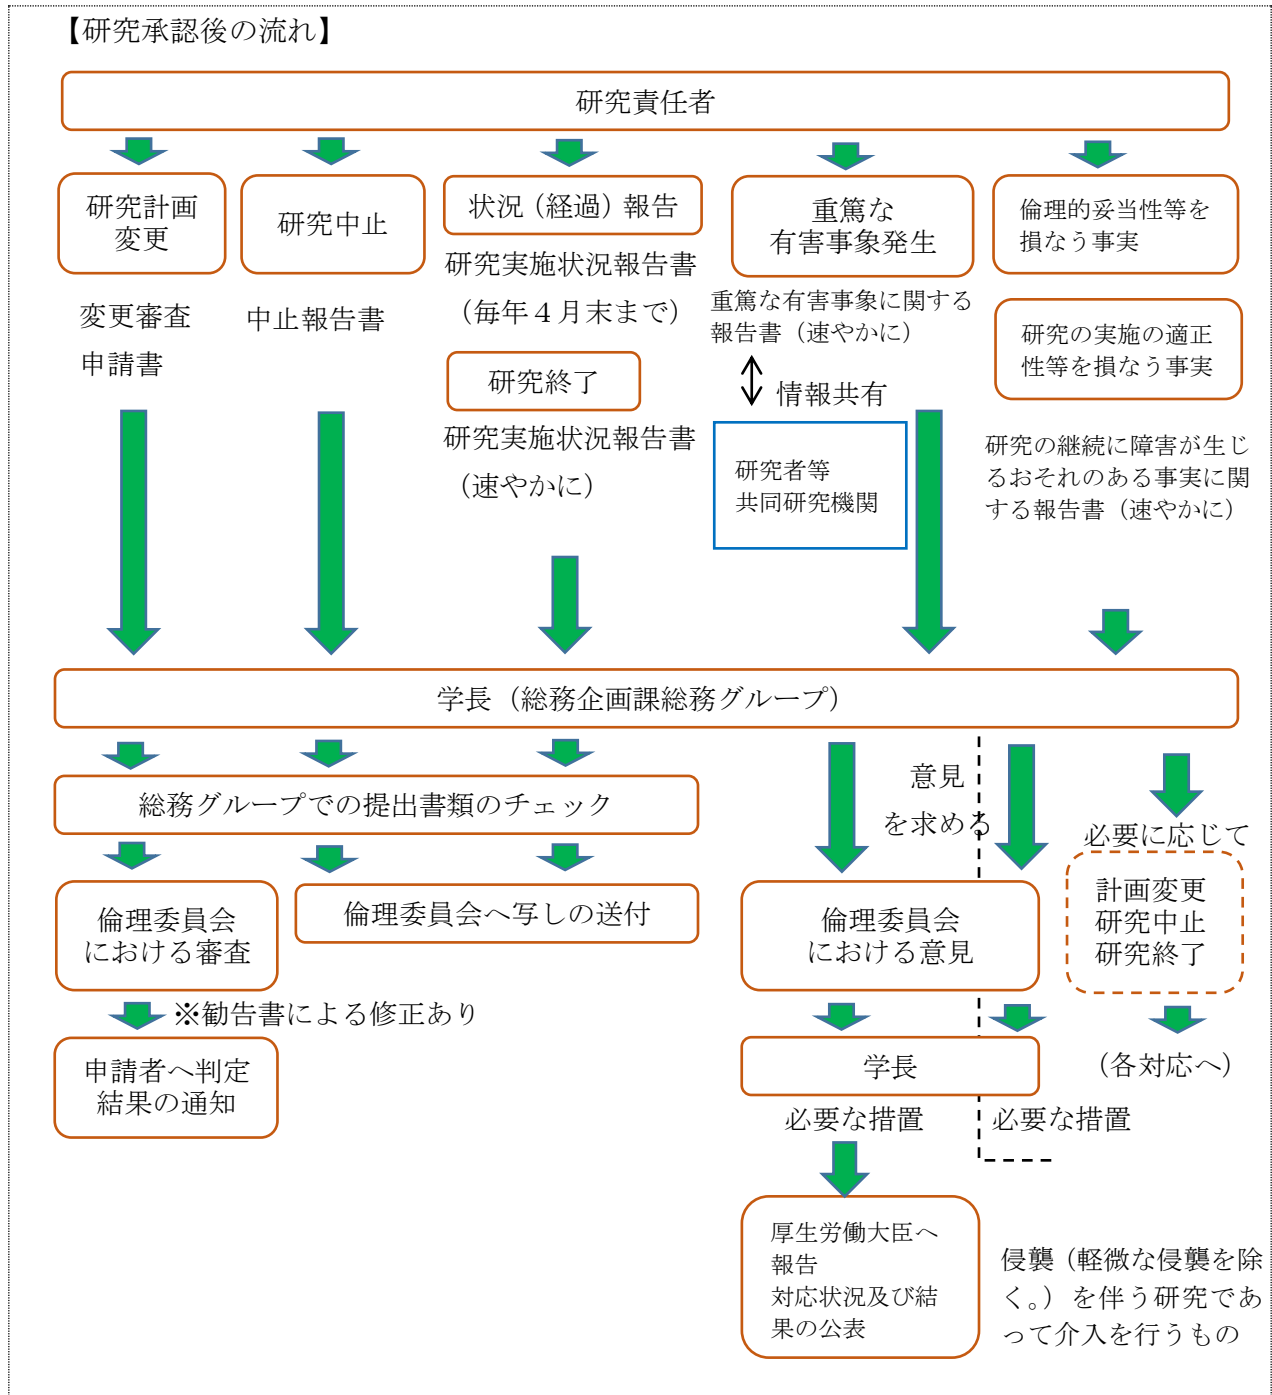 【研究承認後の流れ】
研究責任者
研究計画
変更
変更審査
申請書
研究中止
中止報告書
状況（経過）報告
研究実施状況報告書
（毎年４月末まで）
研究終了
研究実施状況報告書
（速やかに）
重篤な
有害事象発生
重篤な有害事象に関する
報告書（速やかに）
情報共有
研究者等
共同研究機関
倫理的妥当性等を
損なう事実
研究の実施の適正
性等を損なう事実
研究の継続に障害が生じ
るおそれのある事実に関
する報告書（速やかに）
学長（総務企画課総務グループ）
総務グループでの提出書類のチェック
倫理委員会
における審査
倫理委員会へ写しの送付
※勧告書による修正あり
申請者へ判定
結果の通知
意見
を求める
倫理委員会
における意見
学長
必要な措置
必要な措置
厚生労働大臣へ
報告
対応状況及び結
果の公表
必要に応じて
計画変更
研究中止
研究終了
（各対応へ）
侵襲（軽微な侵襲を除
く。）を伴う研究であ
って介入を行うもの